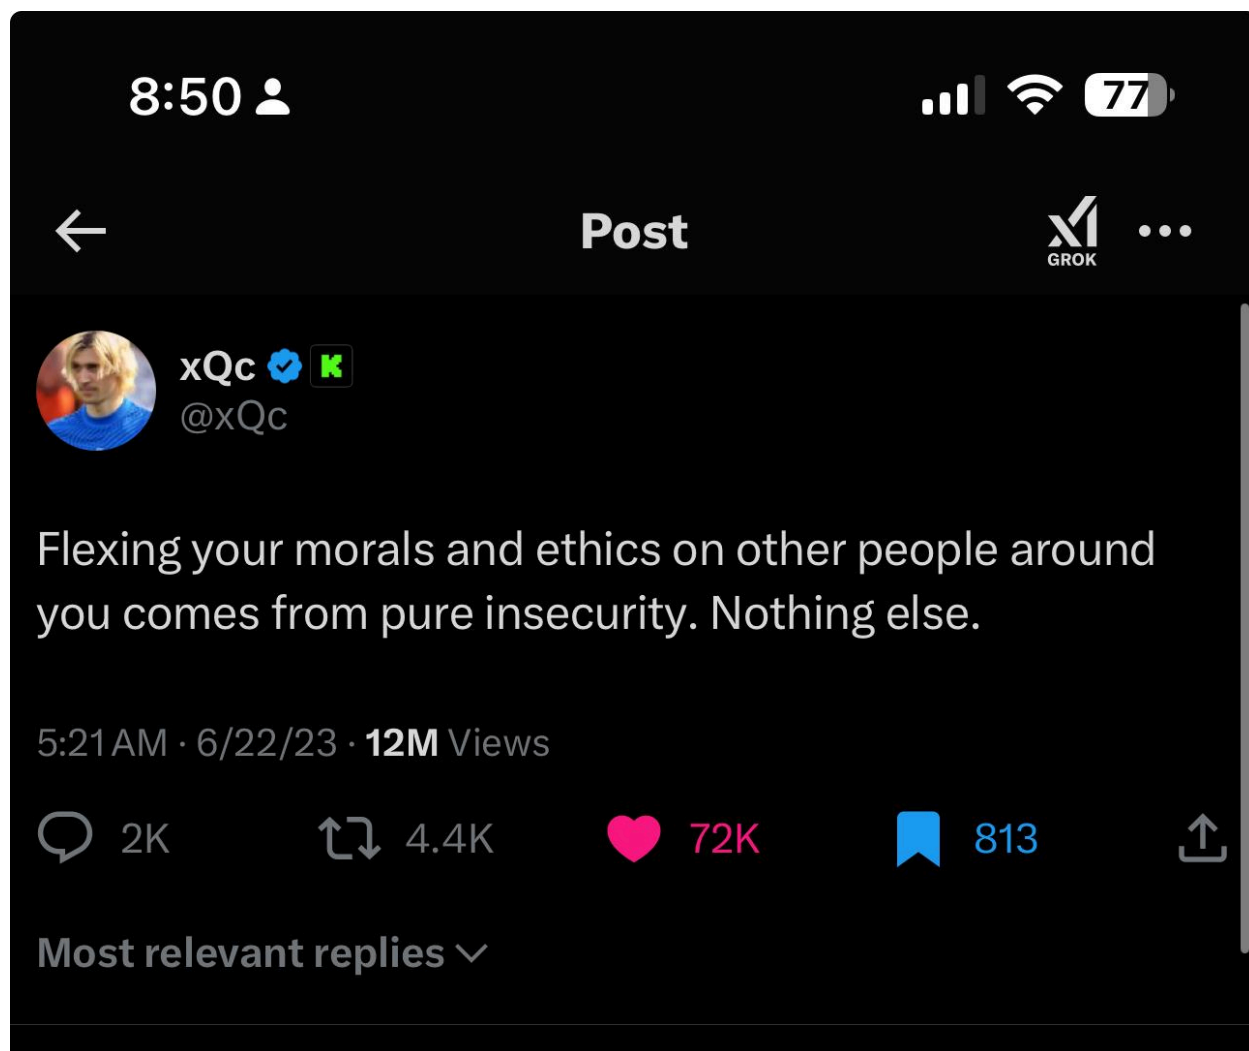 8:50
77
Post
GROK
xQc
K
@xQc
Flexing your morals and ethics on other people around
you comes from pure insecurity. Nothing else.
5:21 AM · 6/22/23 · 12M Views
2K 4.4K 72K 813
Most relevant replies